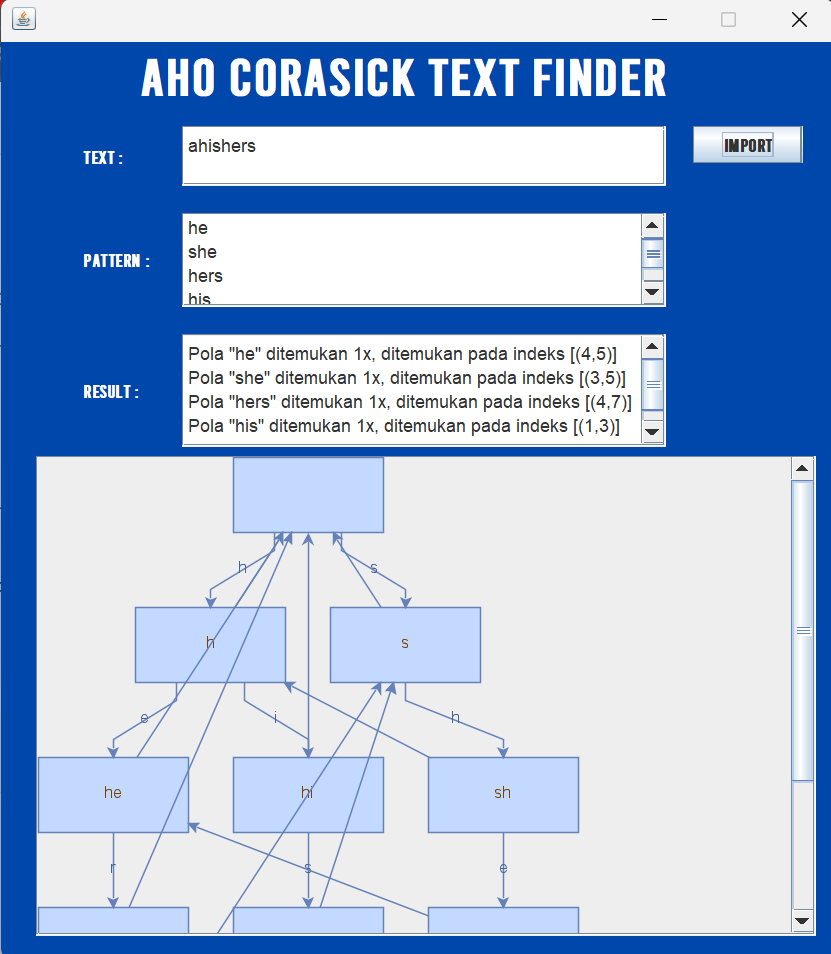 AHO CORASICK TEXT FINDER
TEXT :
ahishers
IMPORT
PATTERN :
he
she
hers
his
RESULT :
Pola "he" ditemukan 1x, ditemukan pada indeks [(4,5)]
Pola "she" ditemukan 1x, ditemukan pada indeks [(3,5)]
Pola "hers" ditemukan 1x, ditemukan pada indeks [(4,7)]
Pola "his" ditemukan 1x, ditemukan pada indeks [(1,3)]
h s
h s
e i h
he hi sh
r s e